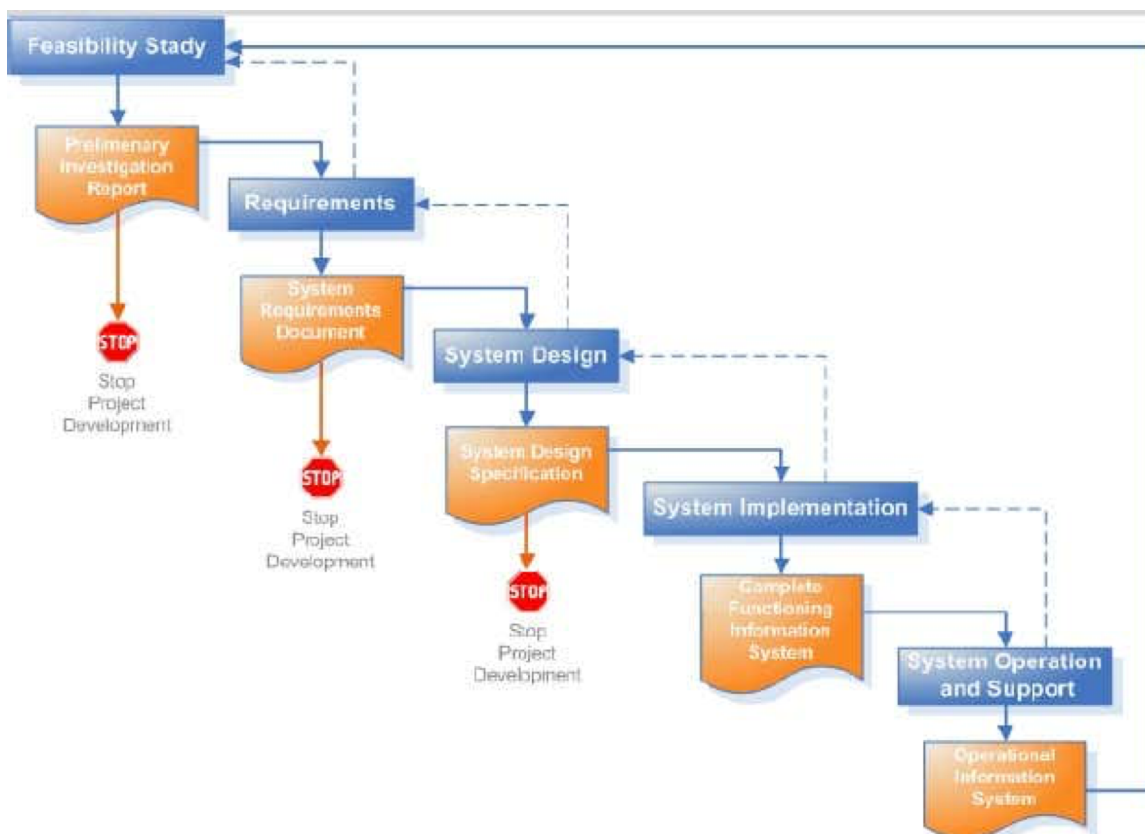 Feasibility Stady
Prelimenary
Investigation
Report
STOP
Stop
Project
Development
Requirements
System
Requirements
Document
STOP
Stop
Project
Development
System Design
System Design
Specification
STOP
Stop
Project
Development
System Implementation
Complete
Functioning
Information
System
System Operation
and Support
Operational
Information
System